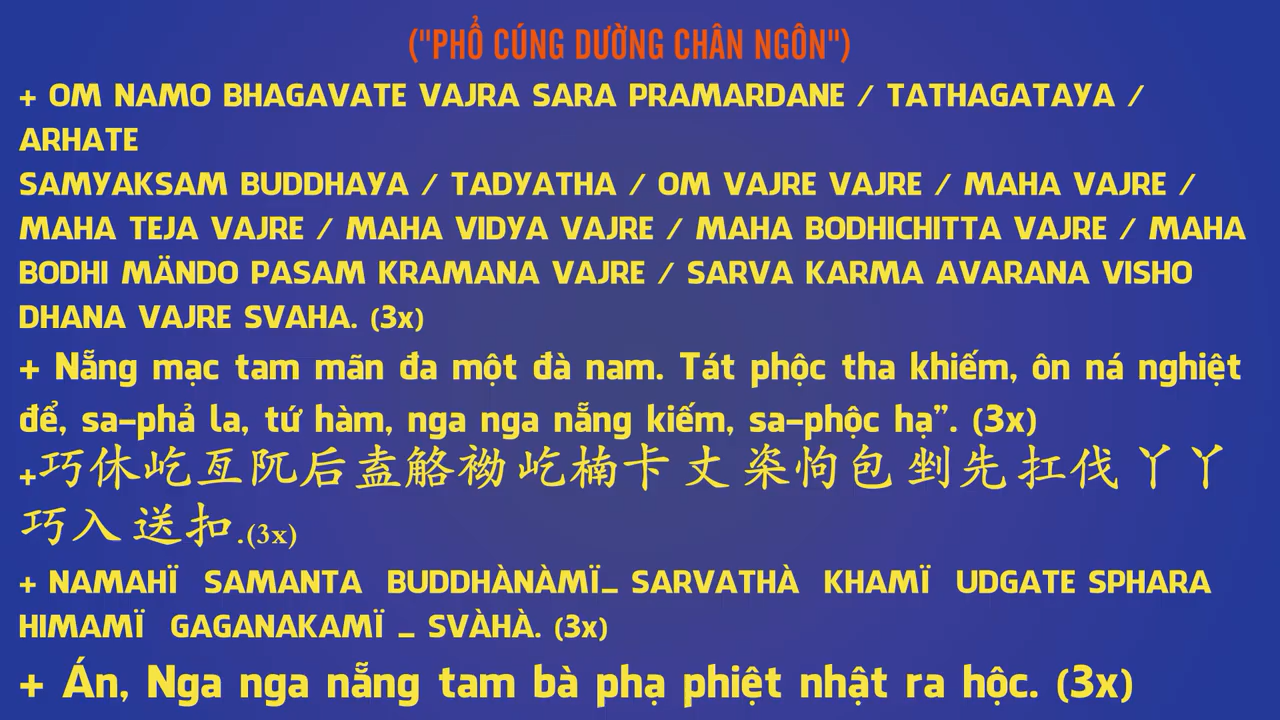 ("PHỔ CÚNG DƯỜNG CHÂN NGÔN")
+ OM NAMO BHAGAVATE VAJRA SARA PRAMARDANE / TATHAGATAYA /
ARHATE
SAMYAKSAM BUDDHAYA / TADYATHA / OM VAJRE VAJRE / MAHA VAJRE /
MAHA TEJA VAJRE / MAHA VIDYA VAJRE / MAHA BODHICHITTA VAJRE / MAHA
BODHI MÄNDO PASAM KRAMANA VAJRE / SARVA KARMA AVARANA VISHO
DHANA VAJRE SVAHA. (3x)
+ Nẵng mạc tam mãn đa một đà nam. Tát phộc tha khiếm, ôn ná nghiệt
để, sa-phả la, tứ hàm, nga nga nẵng kiếm, sa-phộc hạ”. (3x)
+巧休屹亙阢后盍觡袎屹楠卡丈楶怐包剉先扛伐丫丫
巧入送扣.(3x)
+ NAMAHÏ SAMANTA BUDDHÀNÀMÏ_ SARVATHÀ KHAMÏ UDGATE SPHARA
HIMAMÏ GAGANAKAMÏ _ SVÀHÀ. (3x)
+ Án, Nga nga nẵng tam bà phạ phiệt nhật ra hộc. (3x)